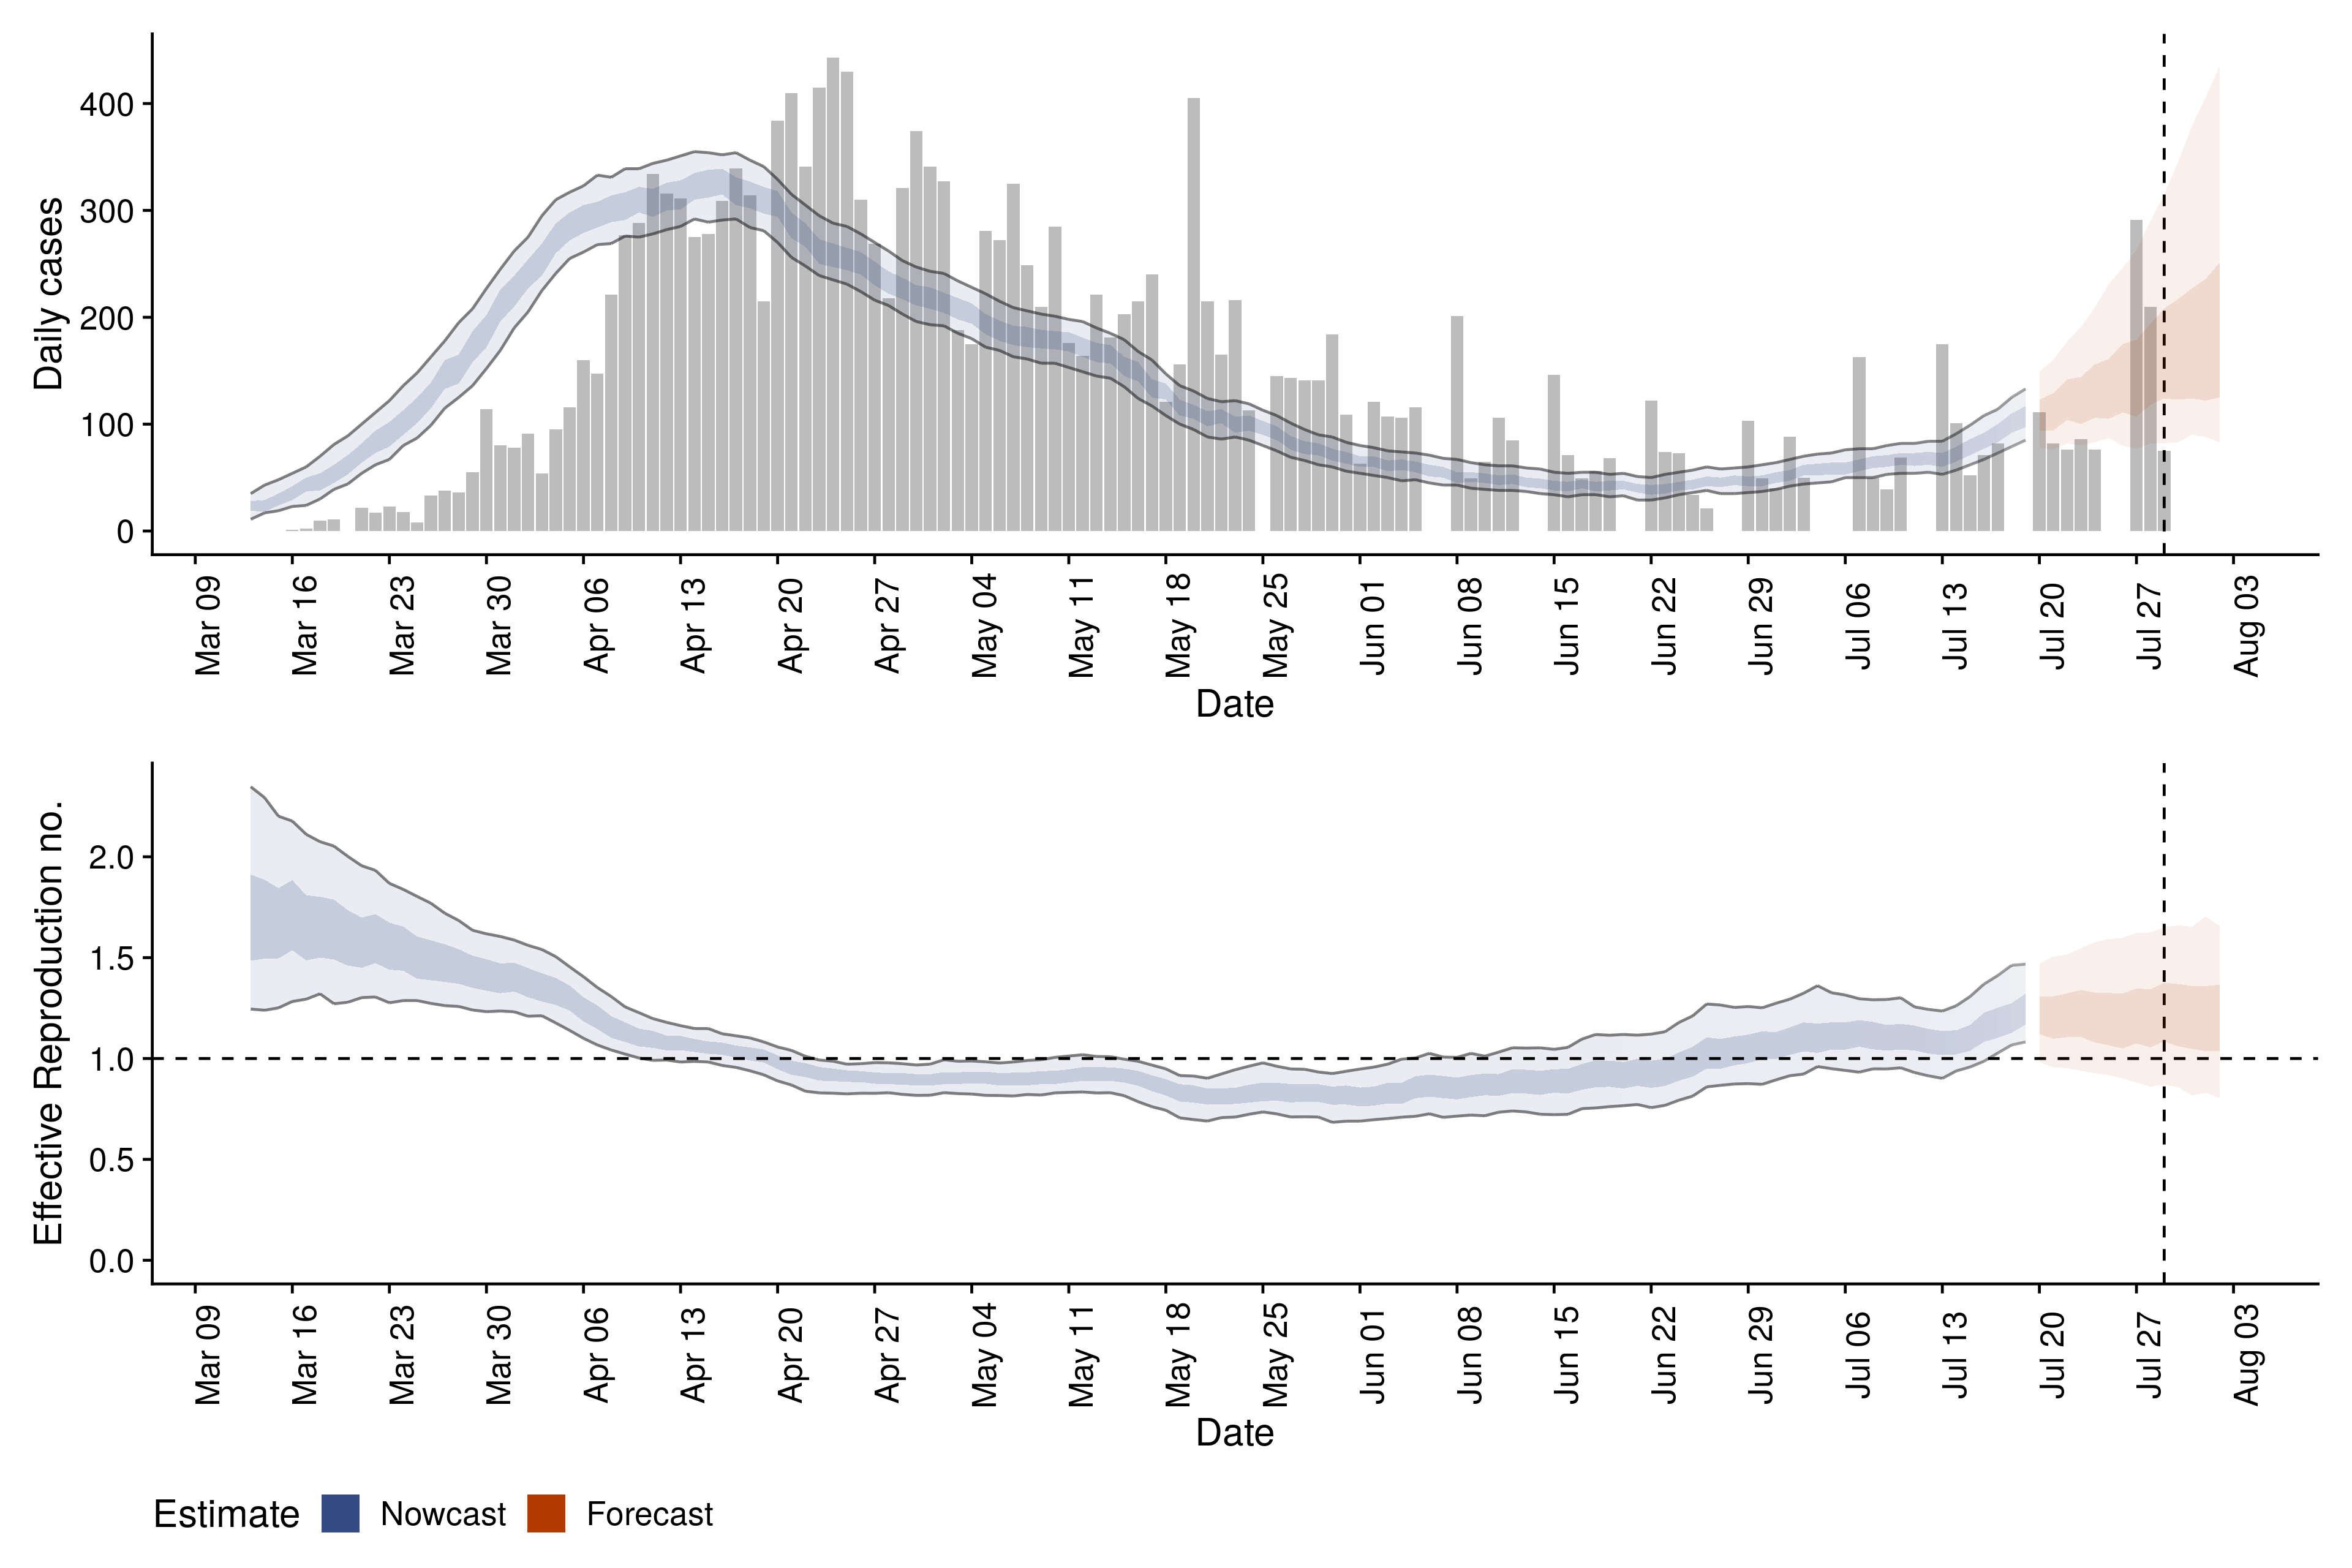 Daily cases
400
300
200
100
0
Mar 09
Mar 16
Mar 23
Mar 30
Apr 06
Apr 13
Apr 20
Apr 27
May 04
May 11
May 18
May 25
Jun 01
Jun 08
Jun 15
Jun 22
Jun 29
Jul 06
Jul 13
Jul 20
Jul 27
Aug 03
Date
Effective Reproduction no.
2.0
1.5
1.0
0.5
0.0
Mar 09
Mar 16
Mar 23
Mar 30
Apr 06
Apr 13
Apr 20
Apr 27
May 04
May 11
May 18
May 25
Jun 01
Jun 08
Jun 15
Jun 22
Jun 29
Jul 06
Jul 13
Jul 20
Jul 27
Aug 03
Date
Estimate Nowcast Forecast